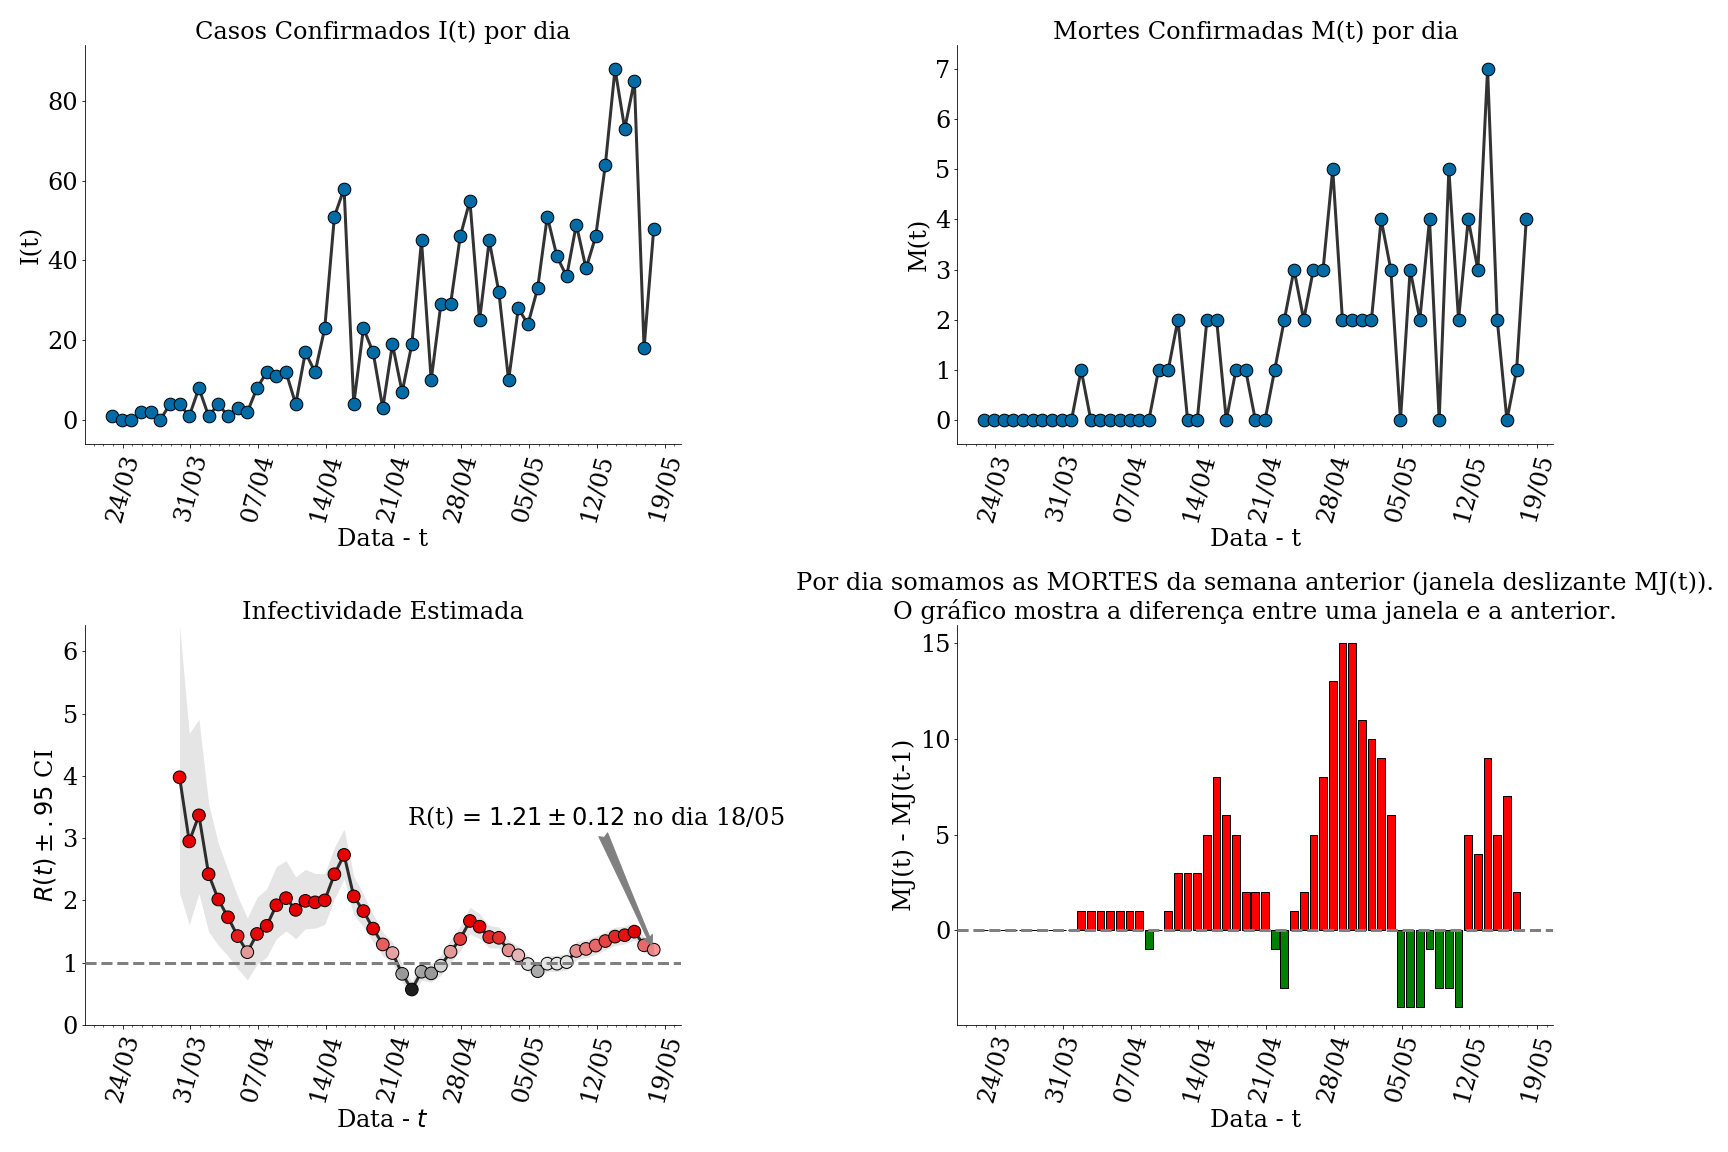 Casos Confirmados I(t) por dia
I(t)
80
60
40
20
0
24/03 31/03 07/04 14/04 21/04 28/04 05/05 12/05 19/05
Data - t
Mortes Confirmadas M(t) por dia
M(t)
7
6
5
4
3
2
1
0
24/03 31/03 07/04 14/04 21/04 28/04 05/05 12/05 19/05
Data - t
Infectividade Estimada
R(t) ± .95 CI
6
5
4
3
2
1
0
R(t) = 1.21 ± 0.12 no dia 18/05
24/03 31/03 07/04 14/04 21/04 28/04 05/05 12/05 19/05
Data - t
Por dia somamos as MORTES da semana anterior (janela deslizante MJ(t)).
O gráfico mostra a diferença entre uma janela e a anterior.
MJ(t) - MJ(t-1)
15
10
5
0
24/03 31/03 07/04 14/04 21/04 28/04 05/05 12/05 19/05
Data - t